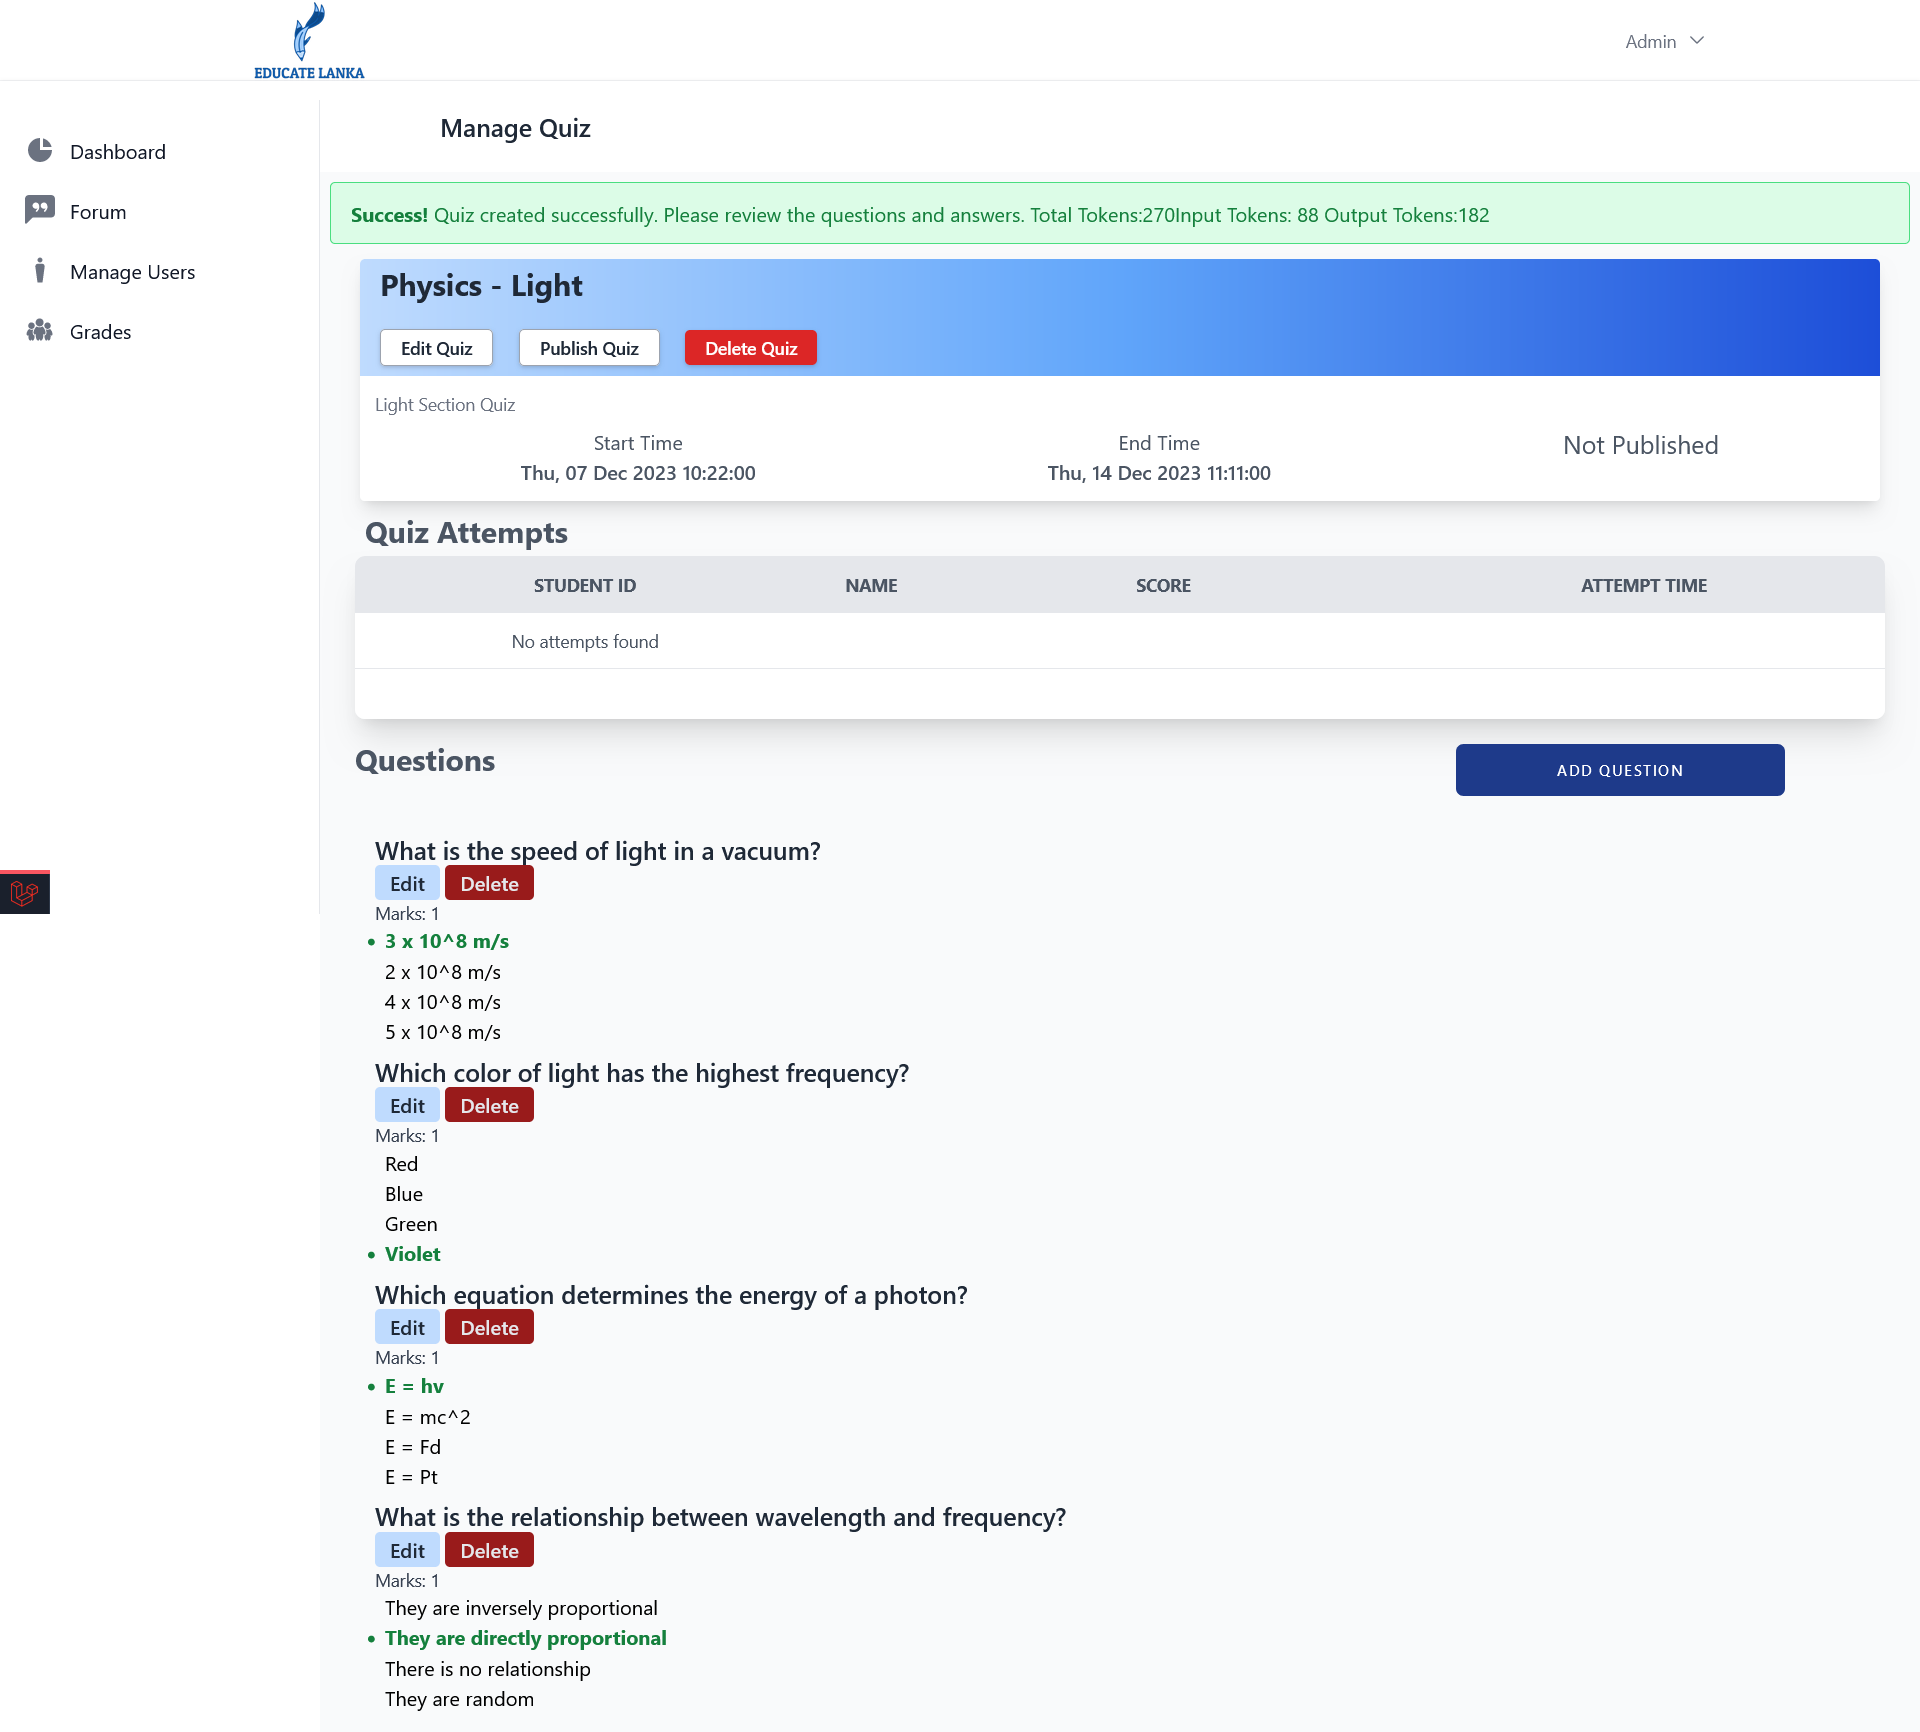 EDUCATE LANKA
Admin
Dashboard
Forum
Manage Users
Grades
Manage Quiz
Success! Quiz created successfully. Please review the questions and answers. Total Tokens:270Input Tokens: 88 Output Tokens:182
Physics - Light
Edit Quiz Publish Quiz Delete Quiz
Light Section Quiz
Start Time End Time Not Published
Thu, 07 Dec 2023 10:22:00 Thu, 14 Dec 2023 11:11:00
Quiz Attempts
STUDENT ID NAME SCORE ATTEMPT TIME
No attempts found
Questions ADD QUESTION
What is the speed of light in a vacuum?
Edit Delete
Marks: 1
• 3 x 10^8 m/s
2 x 10^8 m/s
4 x 10^8 m/s
5 x 10^8 m/s
Which color of light has the highest frequency?
Edit Delete
Marks: 1
Red
Blue
Green
• Violet
Which equation determines the energy of a photon?
Edit Delete
Marks: 1
• E = hv
E = mc^2
E = Fd
E = Pt
What is the relationship between wavelength and frequency?
Edit Delete
Marks: 1
They are inversely proportional
• They are directly proportional
There is no relationship
They are random